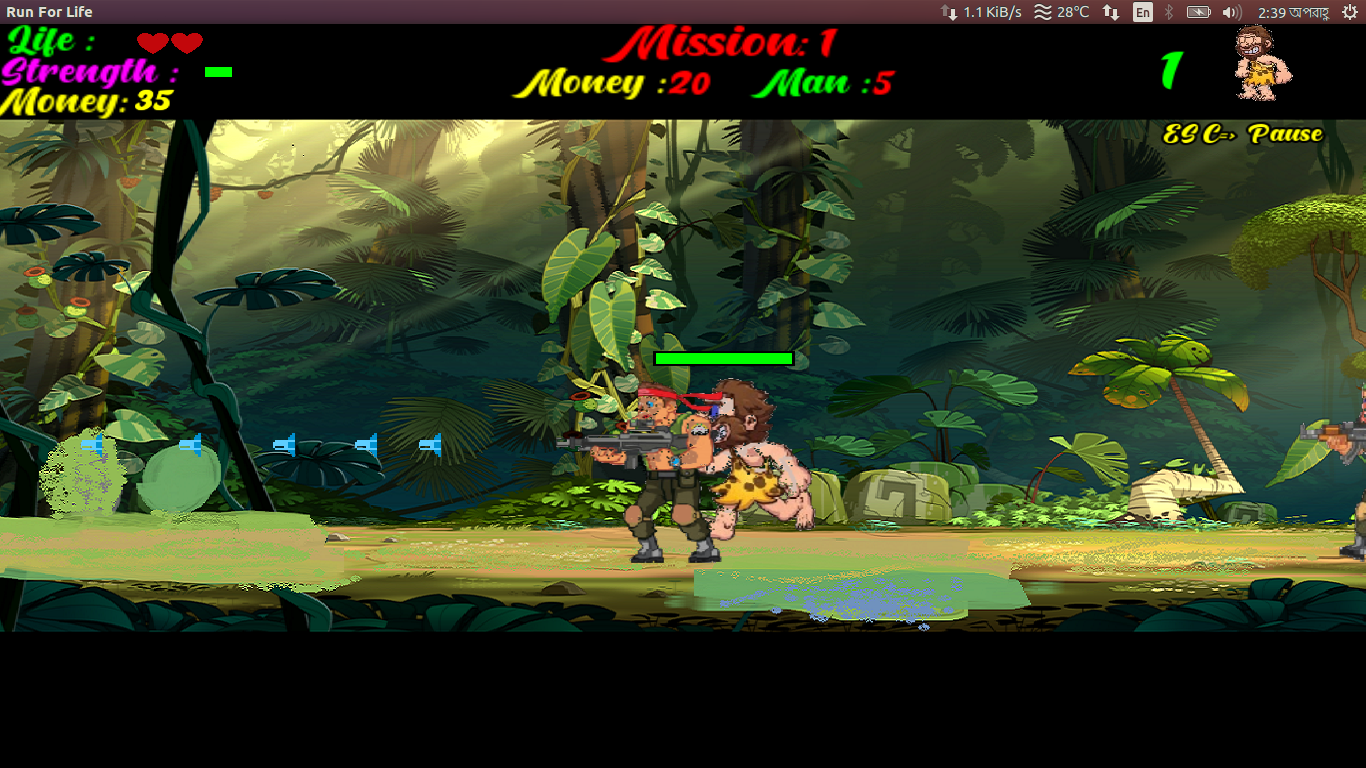 Run For Life
1.1 KiB/s 28°C En 2:39 অপরাহ্ণ
Life :
Mission: 1
Strength :
Money :20 Man :5 1
Money: 35
ESC=> Pause